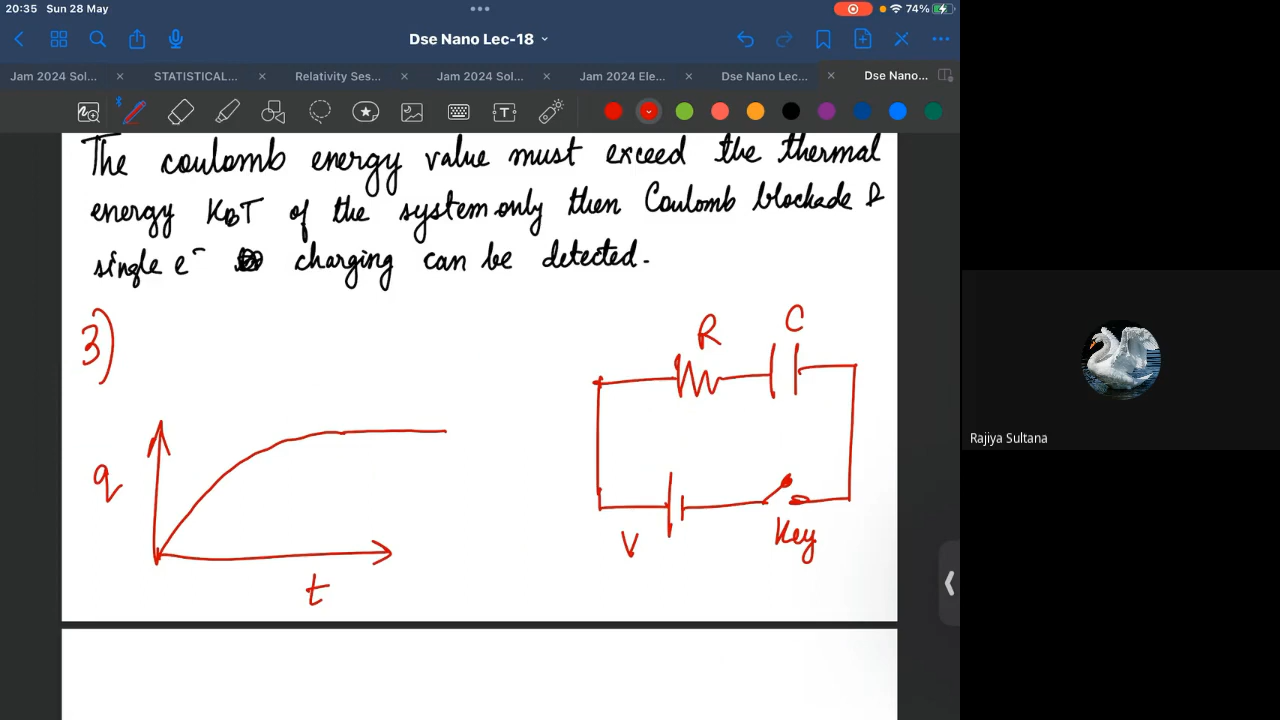 20:35 Sun 28 May
74%
Dse Nano Lec-18
Jam 2024 Sol...
STATISTICAL...
Relativity Ses...
Jam 2024 Sol...
Jam 2024 Ele...
Dse Nano Lec...
Dse Nano...
The coulomb energy value must exceed the thermal
energy KBT of the system only then Coulomb blockade &
single e⁻ charging can be detected.
3)
R
C
q
t
V
Key
Rajiya Sultana